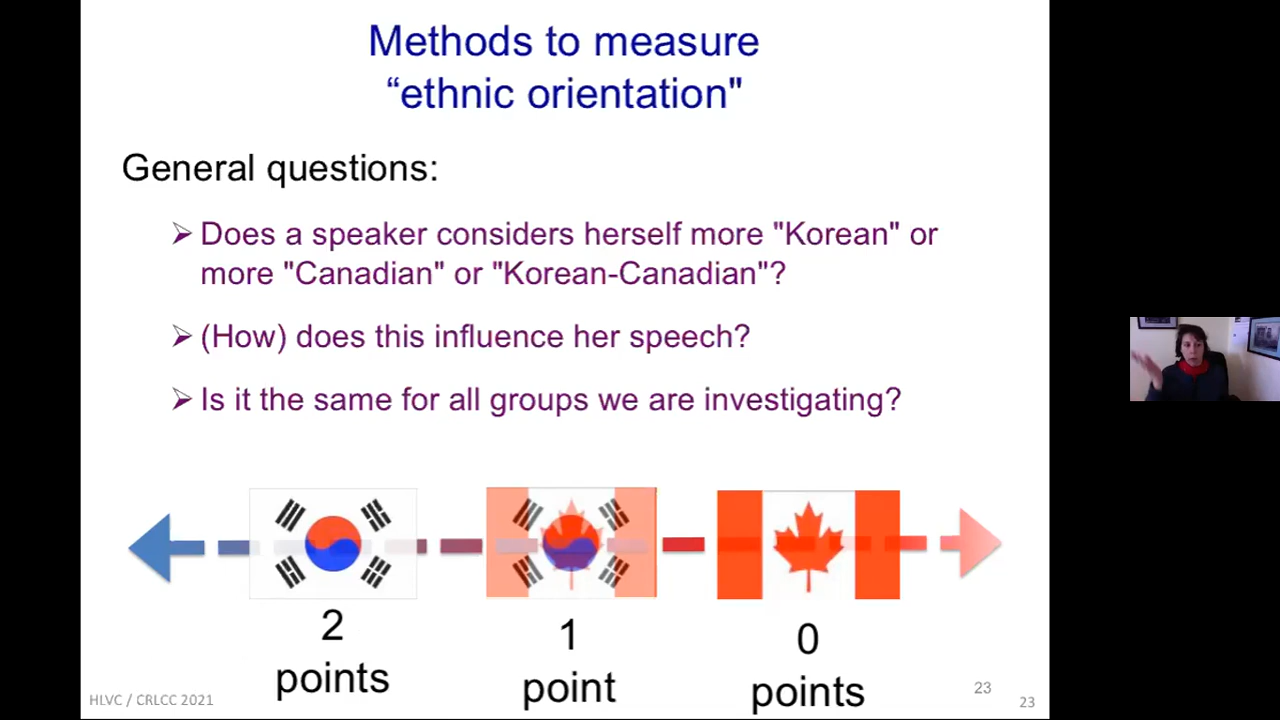 Methods to measure
“ethnic orientation"
General questions:
➢ Does a speaker considers herself more "Korean" or
more "Canadian" or "Korean-Canadian"?
➢ (How) does this influence her speech?
➢ Is it the same for all groups we are investigating?
2
points
1
point
0
points
HLVC / CRLCC 2021
23
23